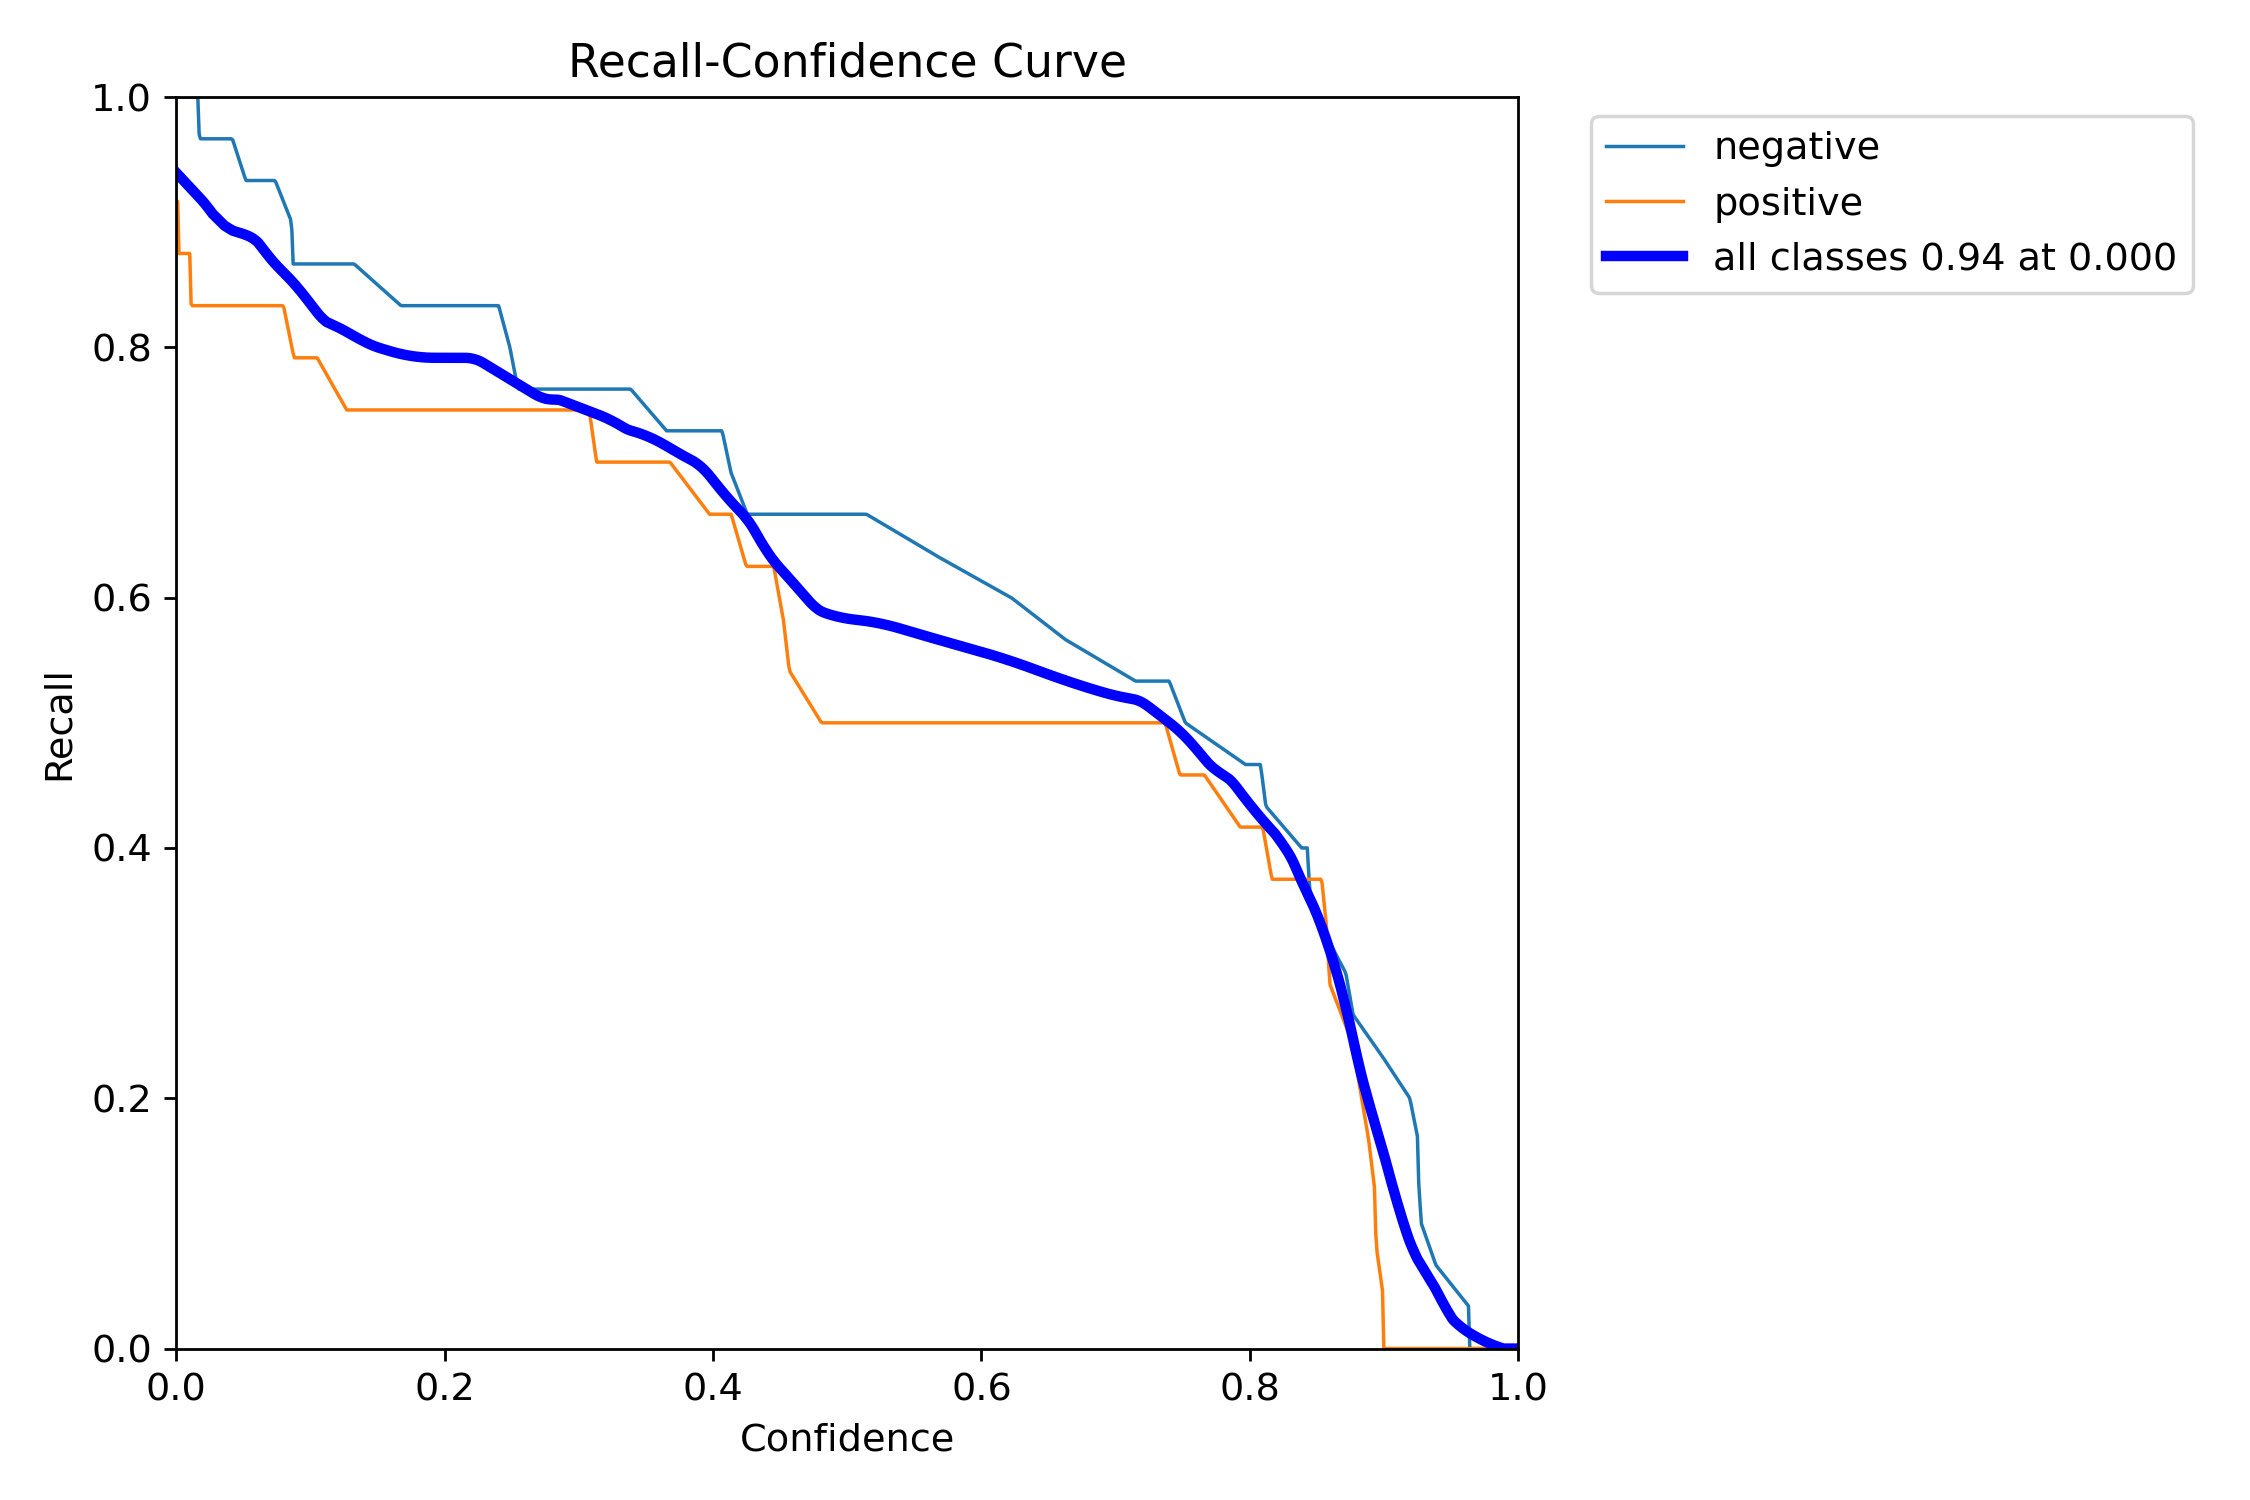 Recall-Confidence Curve
1.0
0.8
0.6
0.4
0.2
0.0
Recall
0.0 0.2 0.4 0.6 0.8 1.0
Confidence
negative
positive
all classes 0.94 at 0.000